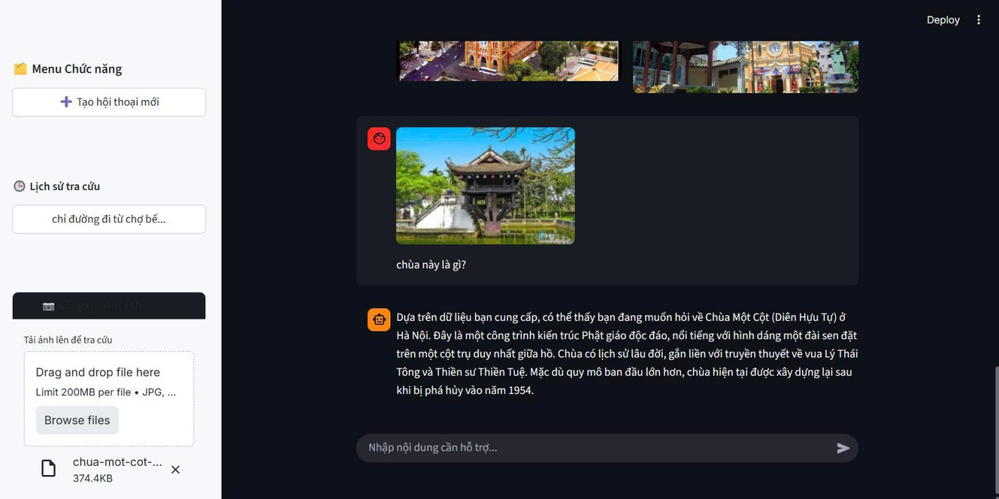 Deploy
Menu Chức năng
Tạo hội thoại mới
Lịch sử tra cứu
chỉ đường đi từ chợ bế...
Công cụ hình ảnh
Tải ảnh lên để tra cứu
Drag and drop file here
Limit 200MB per file • JPG, ...
Browse files
chua-mot-cot-...
374.4KB
chùa này là gì?
Dựa trên dữ liệu bạn cung cấp, có thể thấy bạn đang muốn hỏi về Chùa Một Cột (Diên Hựu Tự) ở
Hà Nội. Đây là một công trình kiến trúc Phật giáo độc đáo, nổi tiếng với hình dáng một đài sen đặt
trên một cột trụ duy nhất giữa hồ. Chùa có lịch sử lâu đời, gắn liền với truyền thuyết về vua Lý Thái
Tông và Thiền sư Thiền Tuệ. Mặc dù quy mô ban đầu lớn hơn, chùa hiện tại được xây dựng lại sau
khi bị phá hủy vào năm 1954.
Nhập nội dung cần hỗ trợ...